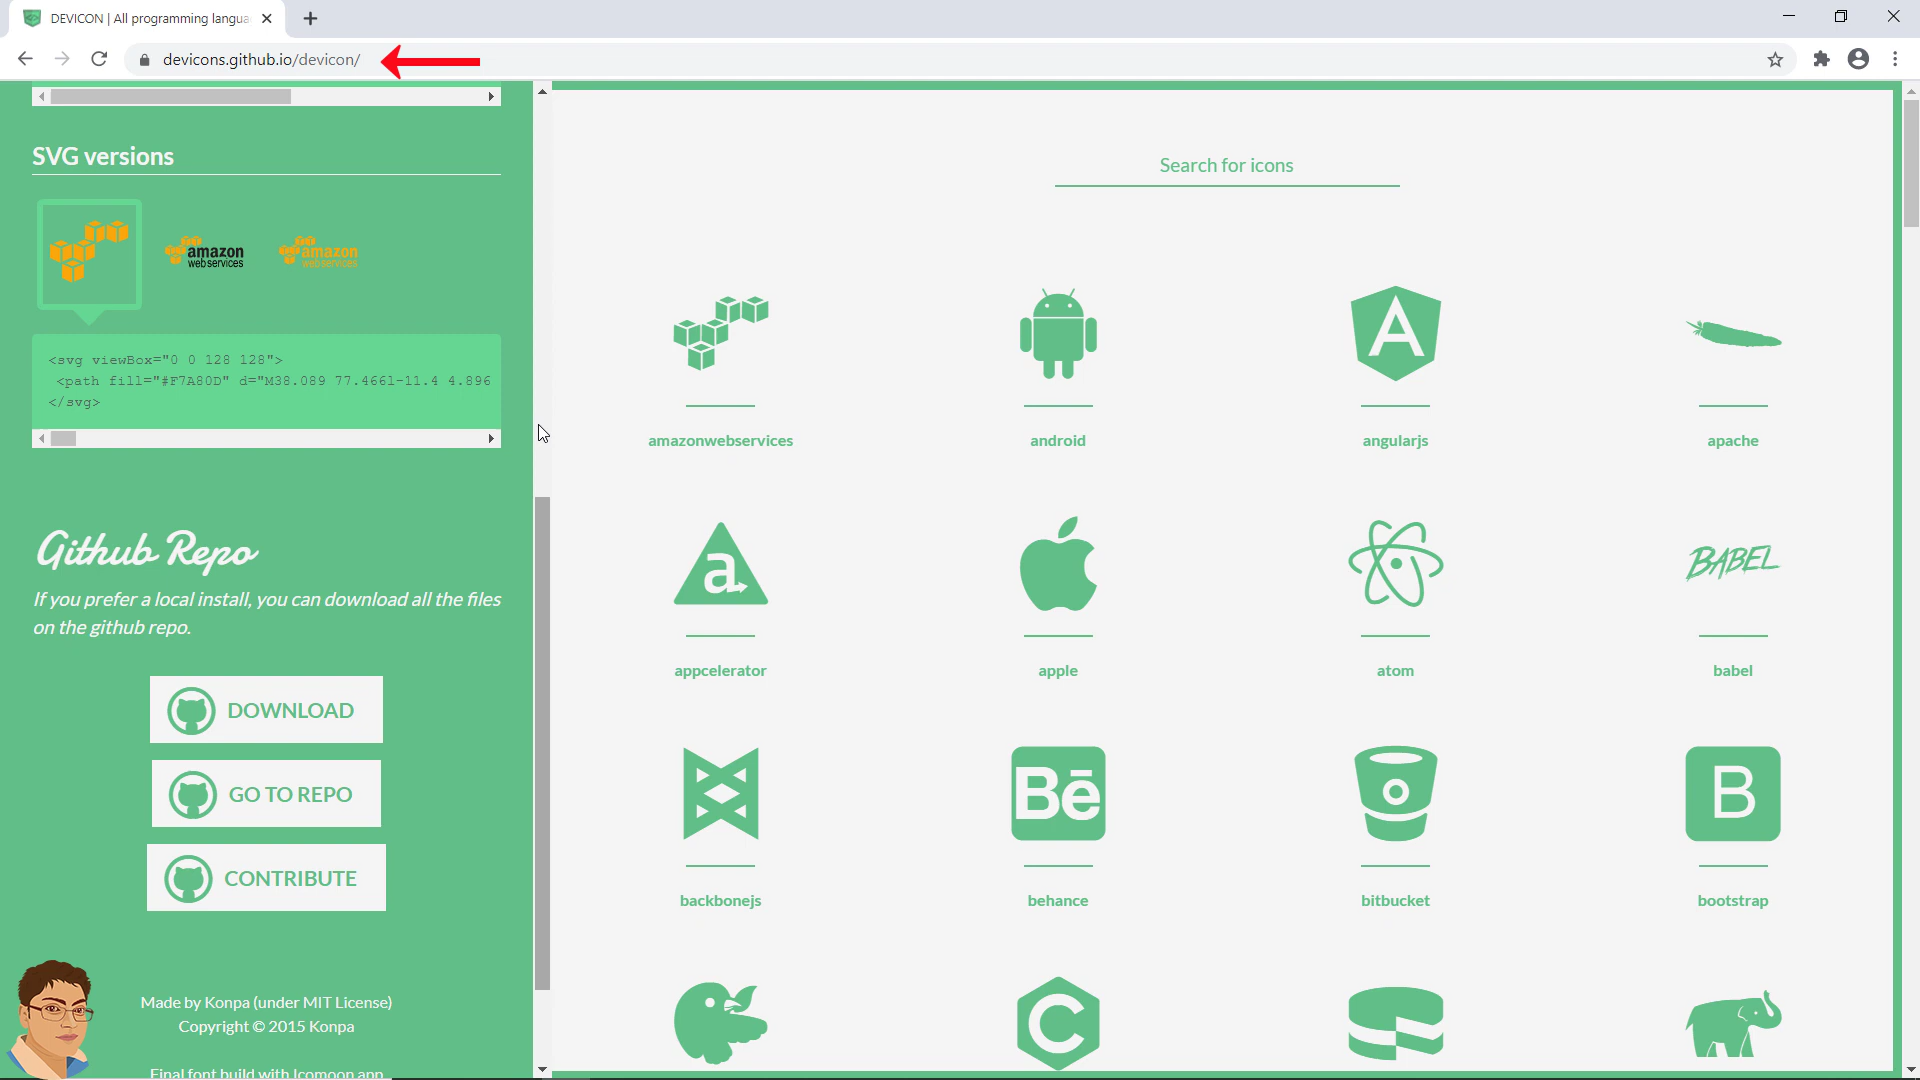 DEVICON | All programming langua
devicons.github.io/devicon/
SVG versions
amazon
webservices
amazon
webservices
<svg viewBox="0 0 128 128">
<path fill="#F7A80D" d="M38.089 77.466l-11.4 4.896
</svg>
Github Repo
If you prefer a local install, you can download all the files
on the github repo.
DOWNLOAD
GO TO REPO
CONTRIBUTE
Made by Konpa (under MIT License)
Copyright © 2015 Konpa
Final font build with Icomoon app
Search for icons
A
amazonwebservices
android
angularjs
apache
a
BABEL
appcelerator
apple
atom
babel
Bē
B
backbonejs
behance
bitbucket
bootstrap
C